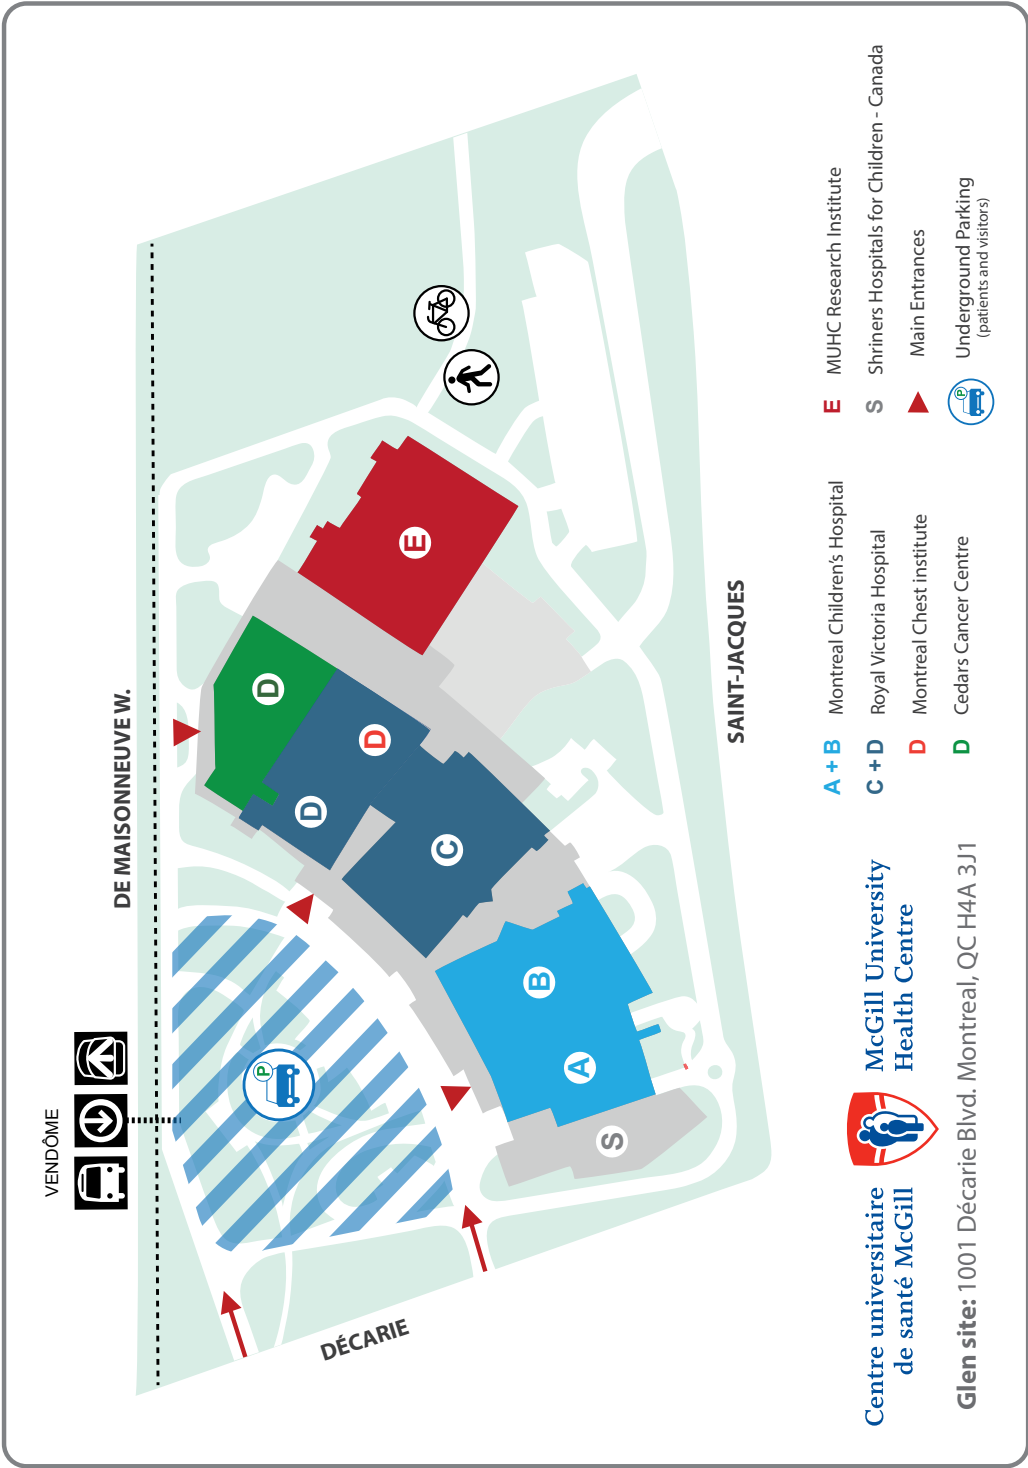 VENDÔME
DE MAISONNEUVE W.
DÉCARIE
SAINT-JACQUES
P
D
D
D
C
E
B
A
S
Centre universitaire
de santé McGill
McGill University
Health Centre
Glen site: 1001 Décarie Blvd. Montreal, QC H4A 3J1
A + B Montreal Children's Hospital
C + D Royal Victoria Hospital
D Montreal Chest institute
D Cedars Cancer Centre
E MUHC Research Institute
S Shriners Hospitals for Children - Canada
Main Entrances
P Underground Parking
(patients and visitors)